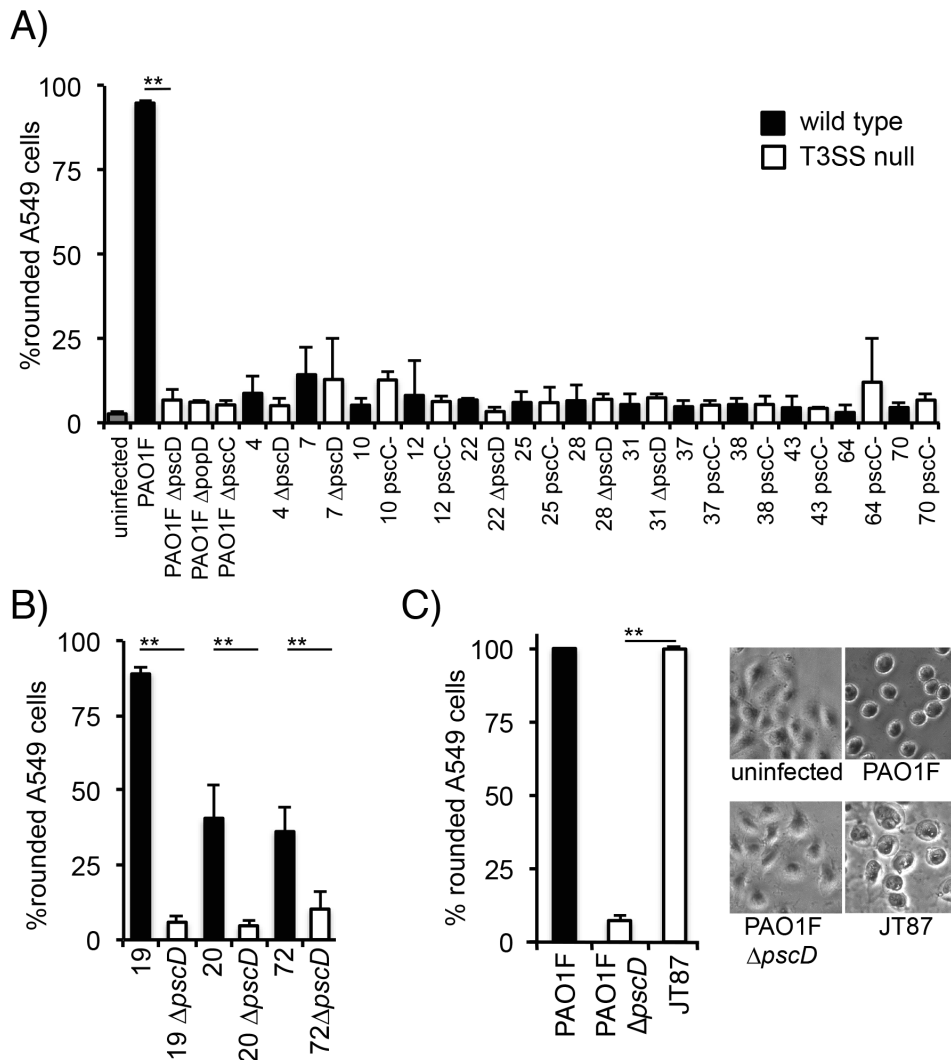 A)
%rounded A549 cells
100
75
50
25
0
**
wild type
T3SS null
uninfected
PAO1F
PAO1F ΔpscD
PAO1F ΔpopD
PAO1F ΔpscC
4
4 ΔpscD
7
7 ΔpscD
10
10 pscC-
12
12 pscC-
22
22 ΔpscD
25
25 pscC-
28
28 ΔpscD
31
31 ΔpscD
37
37 pscC-
38
38 pscC-
43
43 pscC-
64
64 pscC-
70
70 pscC-
B)
%rounded A549 cells
100
75
50
25
0
**
**
**
19
19 ΔpscD
20
20 ΔpscD
72
72ΔpscD
C)
% rounded A549 cells
100
75
50
25
0
**
PAO1F
PAO1F
ΔpscD
JT87
uninfected
PAO1F
PAO1F
ΔpscD
JT87